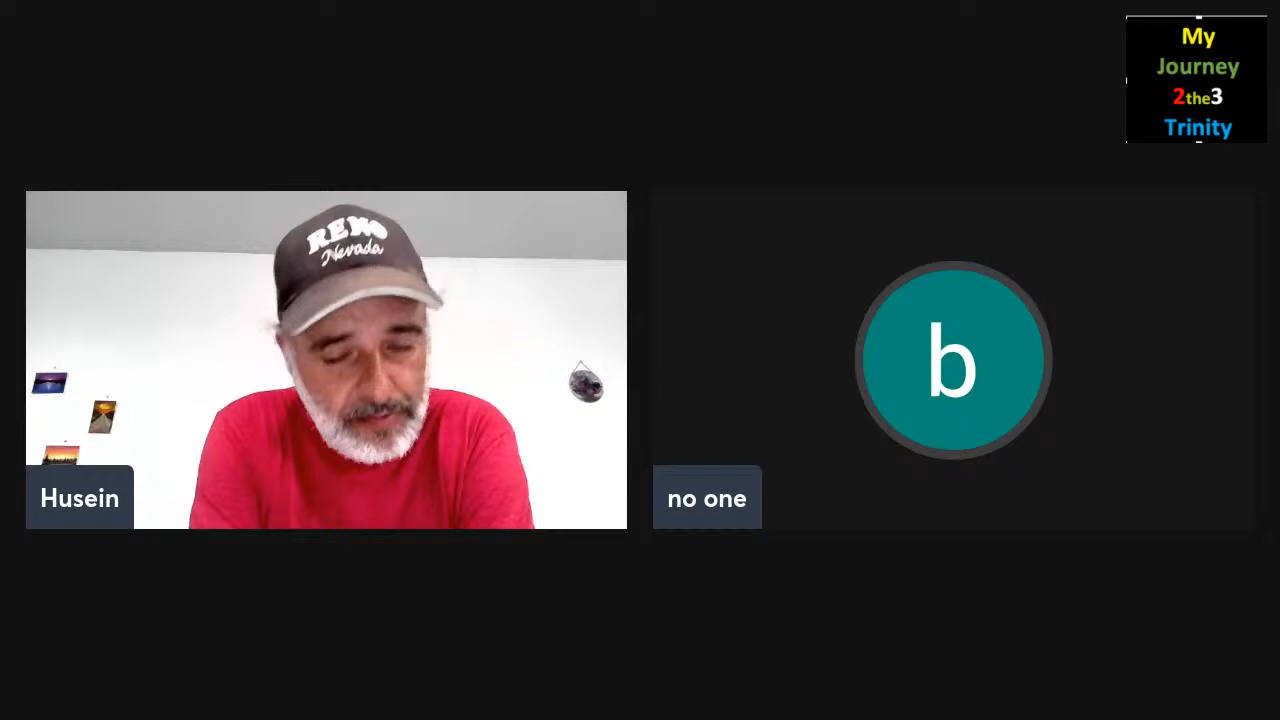 My
Journey
2the3
Trinity
RENO
Nevada
b
Husein
no one